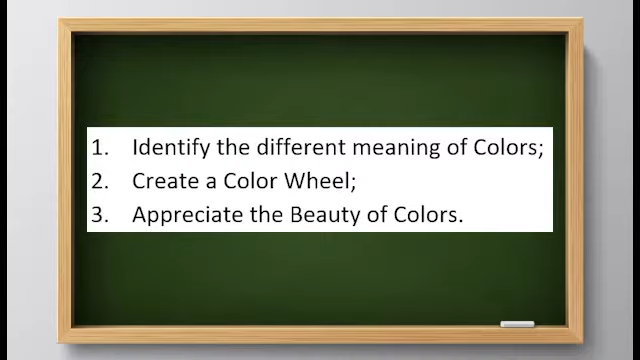 1. Identify the different meaning of Colors;
2. Create a Color Wheel;
3. Appreciate the Beauty of Colors.